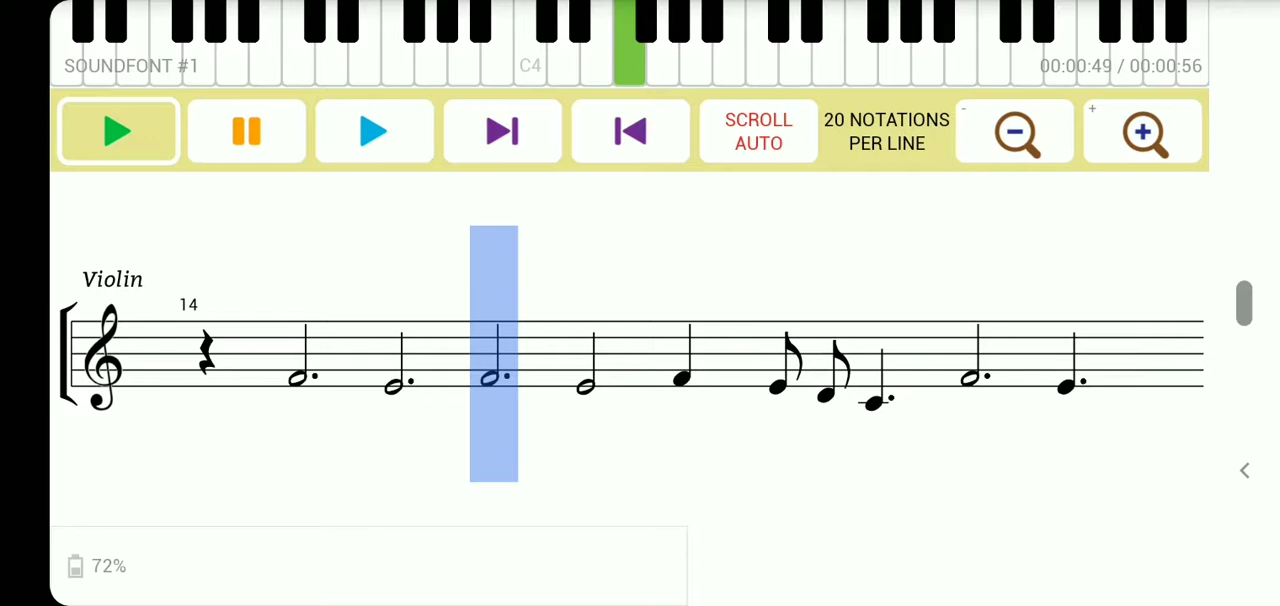 SOUNDFONT #1
C4
00:00:49 / 00:00:56
SCROLL
AUTO
20 NOTATIONS
PER LINE
-
+
Violin
14
72%